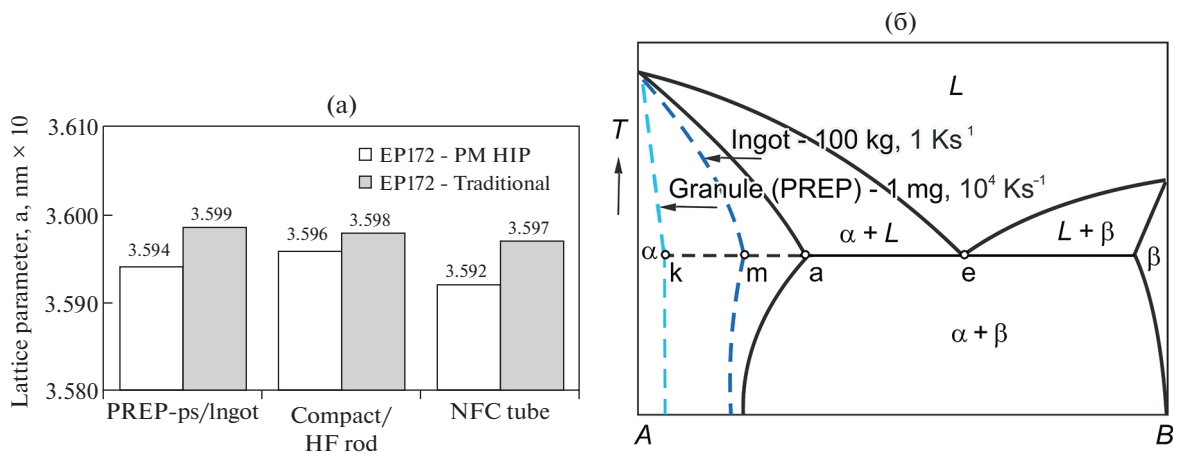 (а)
Lattice parameter, a, nm × 10
3.610
3.600
3.590
3.580
EP172 - PM HIP
EP172 - Traditional
3.594
3.599
3.596
3.598
3.592
3.597
PREP-ps/Ingot
Compact/
HF rod
NFC tube
(б)
T
L
Ingot - 100 kg, 1 Ks⁻¹
Granule (PREP) - 1 mg, 10⁴ Ks⁻¹
α + L
L + β
α
k
m
a
e
β
α + β
A
B